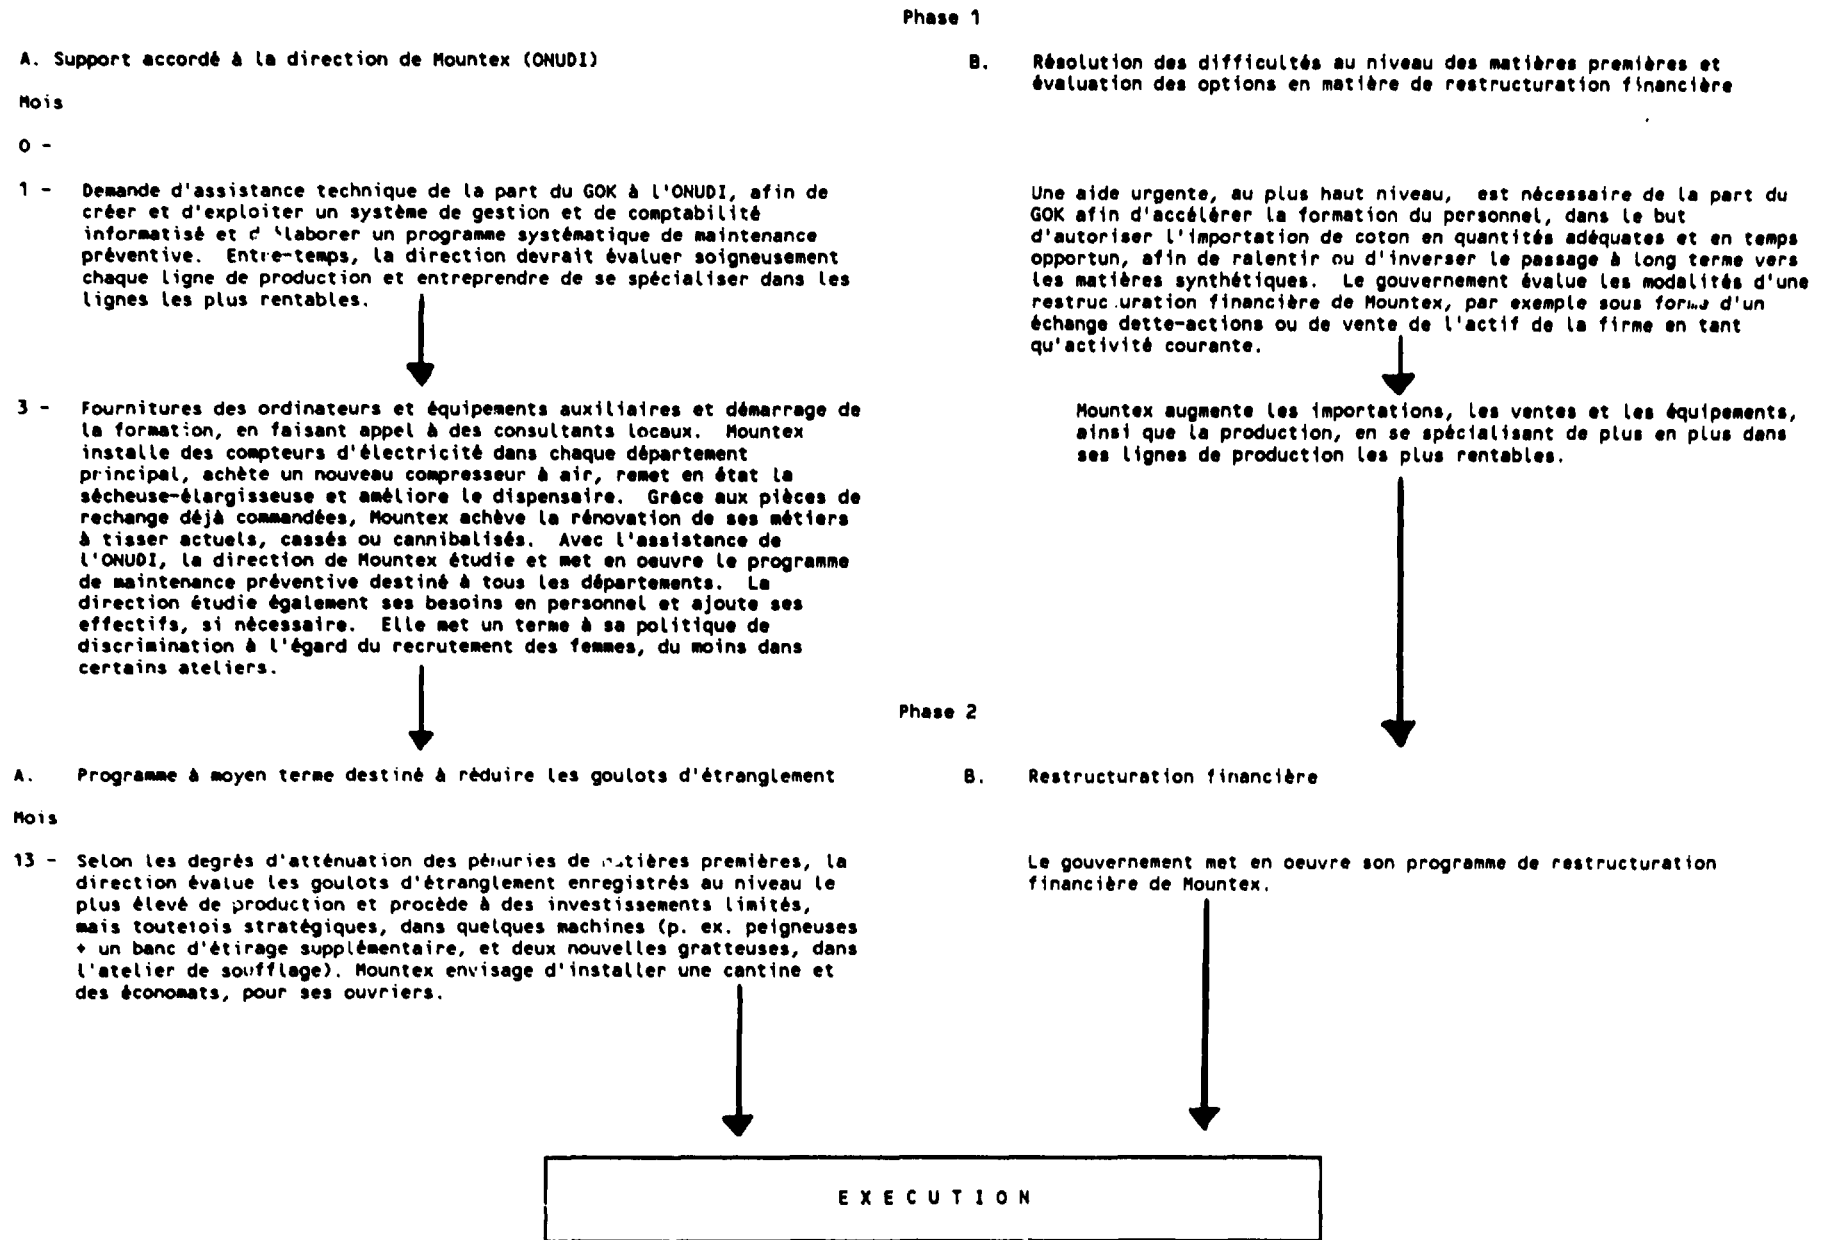 Phase 1
A. Support accordé à la direction de Mountex (ONUDI)
Mois
0 -
1 - Demande d'assistance technique de la part du GOK à l'ONUDI, afin de
créer et d'exploiter un système de gestion et de comptabilité
informatisé et d'élaborer un programme systématique de maintenance
préventive. Entre-temps, la direction devrait évaluer soigneusement
chaque ligne de production et entreprendre de se spécialiser dans les
lignes les plus rentables.
3 - Fournitures des ordinateurs et équipements auxiliaires et démarrage de
la formation, en faisant appel à des consultants locaux. Mountex
installe des compteurs d'électricité dans chaque département
principal, achète un nouveau compresseur à air, remet en état la
sécheuse-élargisseuse et améliore le dispensaire. Grâce aux pièces de
rechange déjà commandées, Mountex achève la rénovation de ses métiers
à tisser actuels, cassés ou cannibalisés. Avec l'assistance de
l'ONUDI, la direction de Mountex étudie et met en oeuvre le programme
de maintenance préventive destiné à tous les départements. La
direction étudie également ses besoins en personnel et ajoute ses
effectifs, si nécessaire. Elle met un terme à sa politique de
discrimination à l'égard du recrutement des femmes, du moins dans
certains ateliers.
B. Résolution des difficultés au niveau des matières premières et
évaluation des options en matière de restructuration financière
Une aide urgente, au plus haut niveau, est nécessaire de la part du
GOK afin d'accélérer la formation du personnel, dans le but
d'autoriser l'importation de coton en quantités adéquates et en temps
opportun, afin de ralentir ou d'inverser le passage à long terme vers
les matières synthétiques. Le gouvernement évalue les modalités d'une
restructuration financière de Mountex, par exemple sous forme d'un
échange dette-actions ou de vente de l'actif de la firme en tant
qu'activité courante.
Mountex augmente les importations, les ventes et les équipements,
ainsi que la production, en se spécialisant de plus en plus dans
ses lignes de production les plus rentables.
Phase 2
A. Programme à moyen terme destiné à réduire les goulots d'étranglement
Mois
13 - Selon les degrés d'atténuation des pénuries de matières premières, la
direction évalue les goulots d'étranglement enregistrés au niveau le
plus élevé de production et procède à des investissements limités,
mais toutefois stratégiques, dans quelques machines (p. ex. peigneuses
+ un banc d'étirage supplémentaire, et deux nouvelles gratteuses, dans
l'atelier de soufflage). Mountex envisage d'installer une cantine et
des économats, pour ses ouvriers.
B. Restructuration financière
Le gouvernement met en oeuvre son programme de restructuration
financière de Mountex.
E X E C U T I O N